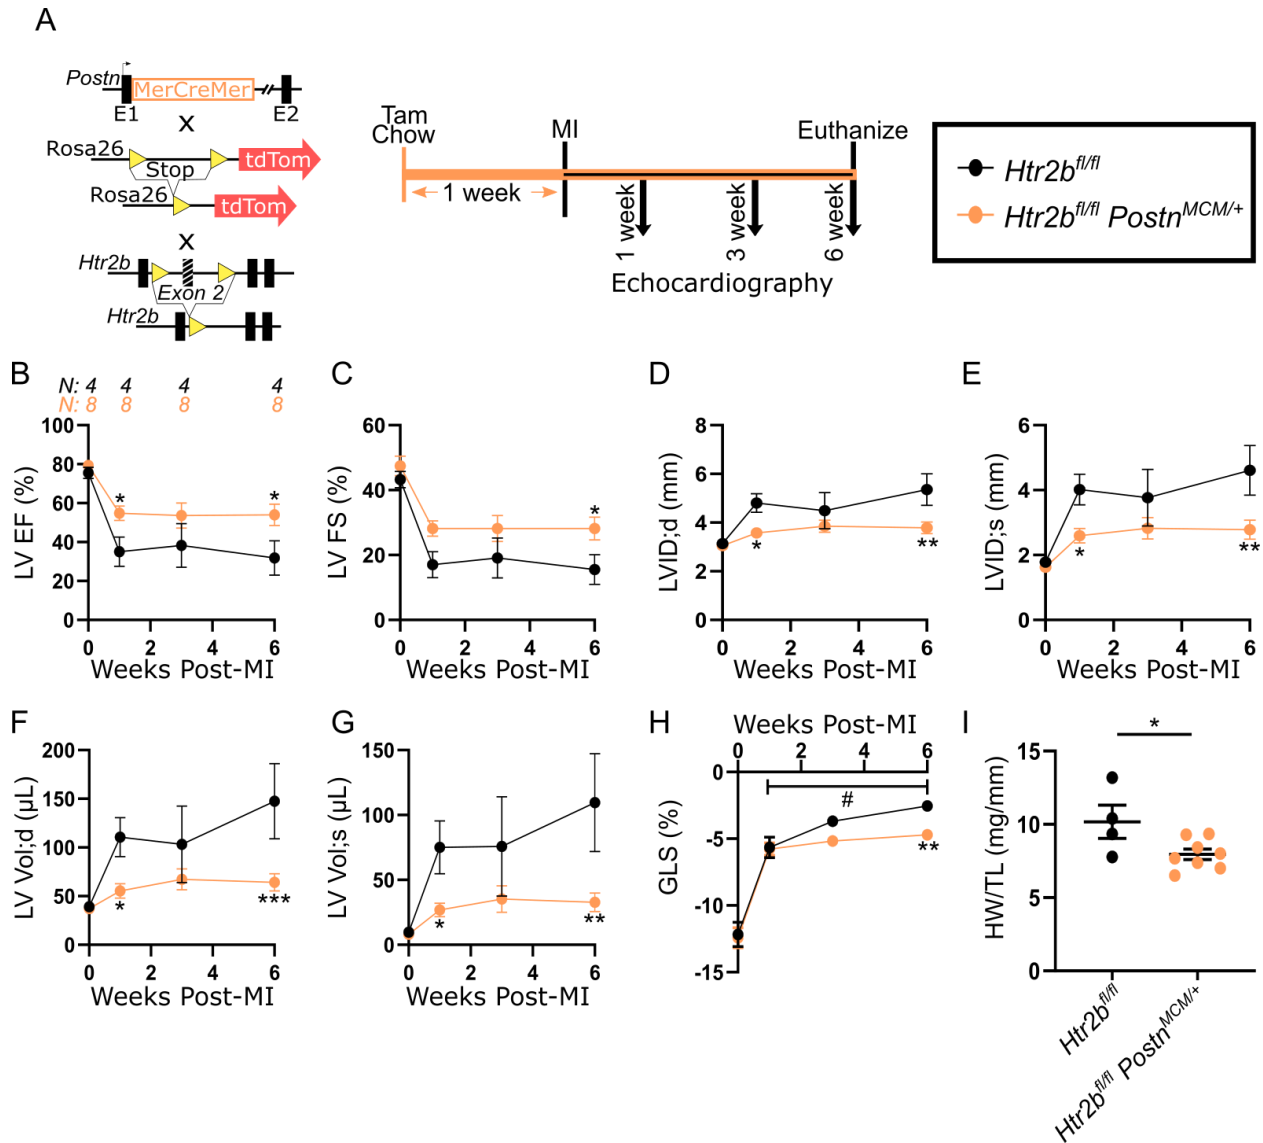 A
Postn
MerCreMer
E1
E2
X
Rosa26
Stop
tdTom
Rosa26
tdTom
X
Htr2b
Exon 2
Htr2b
Tam
Chow
MI
Euthanize
1 week
1 week
3 week
6 week
Echocardiography
Htr2b^fl/fl
Htr2b^fl/fl Postn^MCM/+
B
N: 4 4 4 4
N: 8 8 8 8
LV EF (%)
100
80
60
40
20
0
* *
0 2 4 6
Weeks Post-MI
C
LV FS (%)
60
40
20
0
*
0 2 4 6
Weeks Post-MI
D
LVID;d (mm)
8
6
4
2
0
* **
0 2 4 6
Weeks Post-MI
E
LVID;s (mm)
6
4
2
0
* **
0 2 4 6
Weeks Post-MI
F
LV Vol;d (µL)
200
150
100
50
0
* ***
0 2 4 6
Weeks Post-MI
G
LV Vol;s (µL)
150
100
50
0
* **
0 2 4 6
Weeks Post-MI
H
Weeks Post-MI
0 2 4 6
GLS (%)
0
-5
-10
-15
#
**
I
*
HW/TL (mg/mm)
15
10
5
0
Htr2b^fl/fl
Htr2b^fl/fl Postn^MCM/+